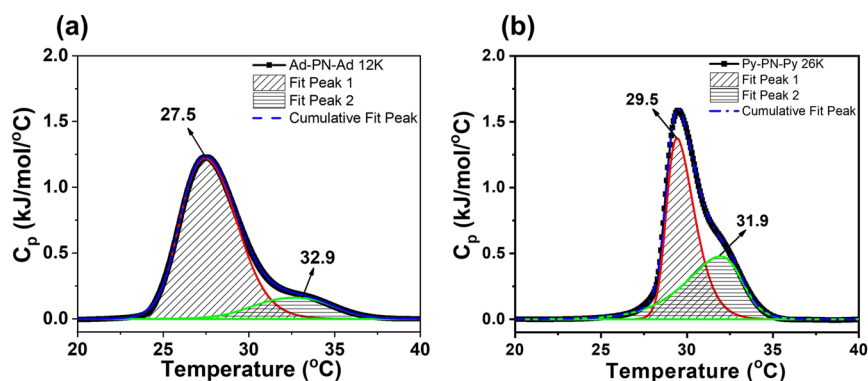 (a)
2.0
1.5
1.0
0.5
0.0
Cp (kJ/mol/°C)
Ad-PN-Ad 12K
Fit Peak 1
Fit Peak 2
Cumulative Fit Peak
27.5
32.9
20 25 30 35 40
Temperature (°C)
(b)
2.0
1.5
1.0
0.5
0.0
Cp (kJ/mol/°C)
Py-PN-Py 26K
Fit Peak 1
Fit Peak 2
Cumulative Fit Peak
29.5
31.9
20 25 30 35 40
Temperature (°C)